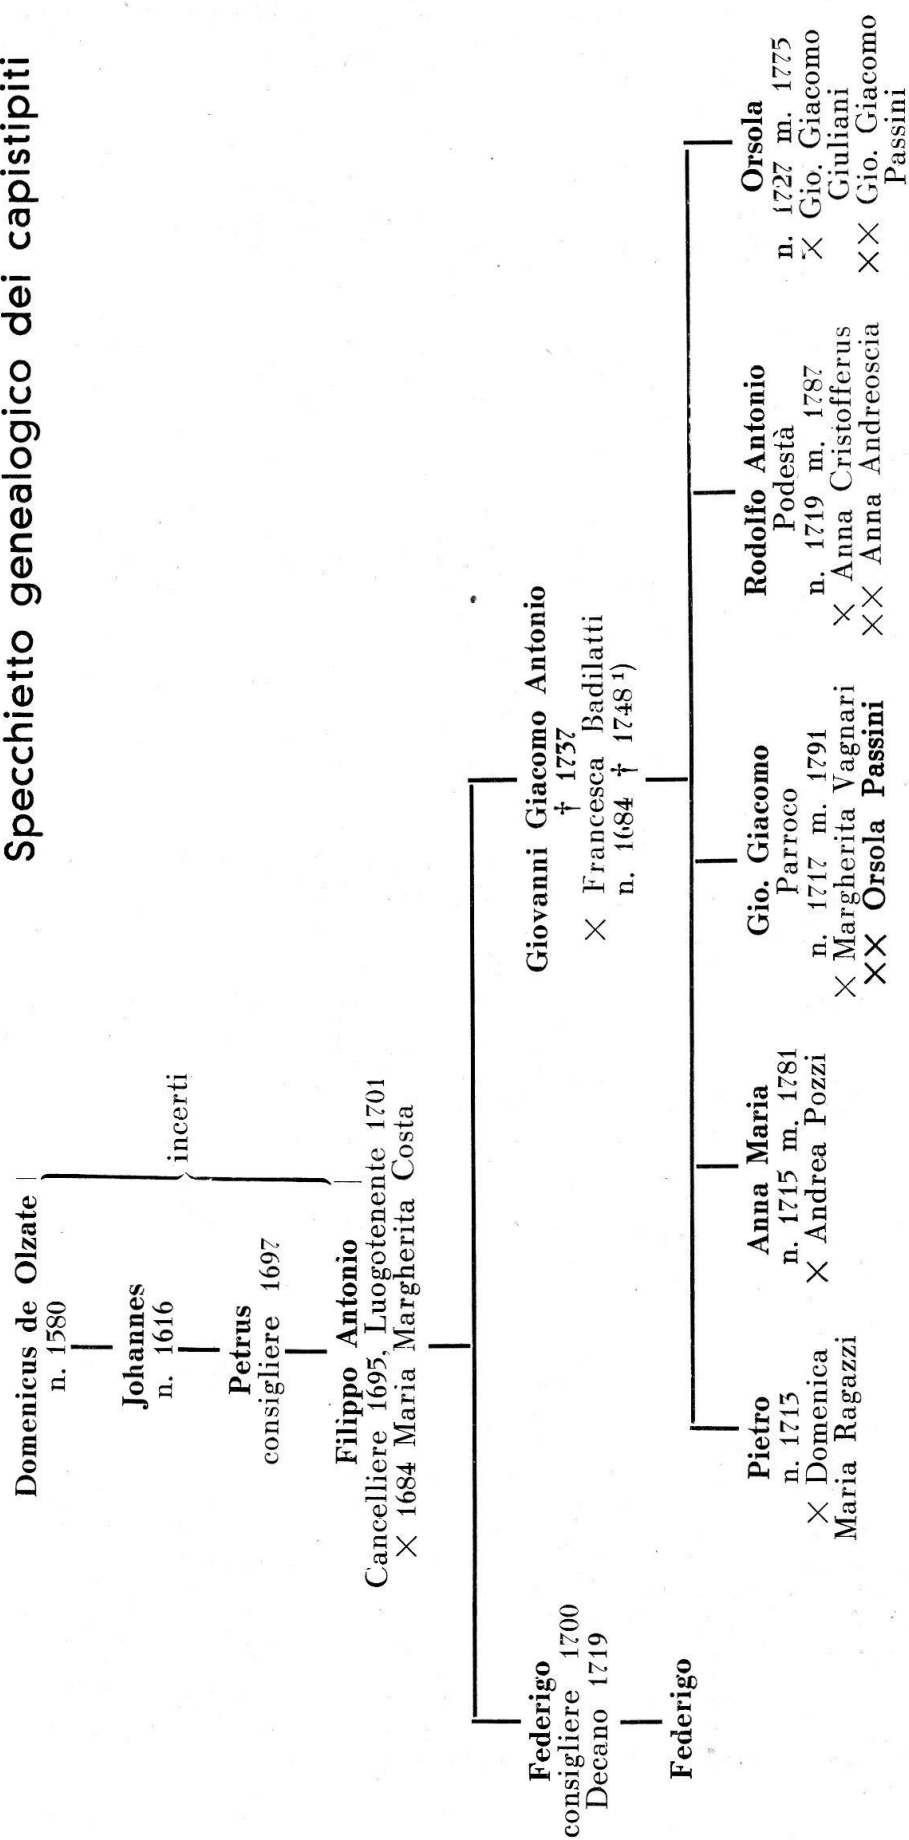 Specchietto genealogico dei capistipiti
Domenicus de Olzate
n. 1580
Johannes
n. 1616
Petrus
consigliere 1697
incerti
Filippo Antonio
Cancelliere 1695, Luogotenente 1701
× 1684 Maria Margherita Costa
Federigo
consigliere 1700
Decano 1719
Federigo
Giovanni Giacomo Antonio
† 1737
× Francesca Badilatti
n. 1684 † 1748 ¹)
Pietro
n. 1713
× Domenica
Maria Ragazzi
Anna Maria
n. 1715 m. 1781
× Andrea Pozzi
Gio. Giacomo
Parroco
n. 1717 m. 1791
× Margherita Vagnari
×× Orsola Passini
Rodolfo Antonio
Podestà
n. 1719 m. 1787
× Anna Cristofferus
×× Anna Andreoscia
Orsola
n. 1727 m. 1775
× Gio. Giacomo
Giuliani
×× Gio. Giacomo
Passini